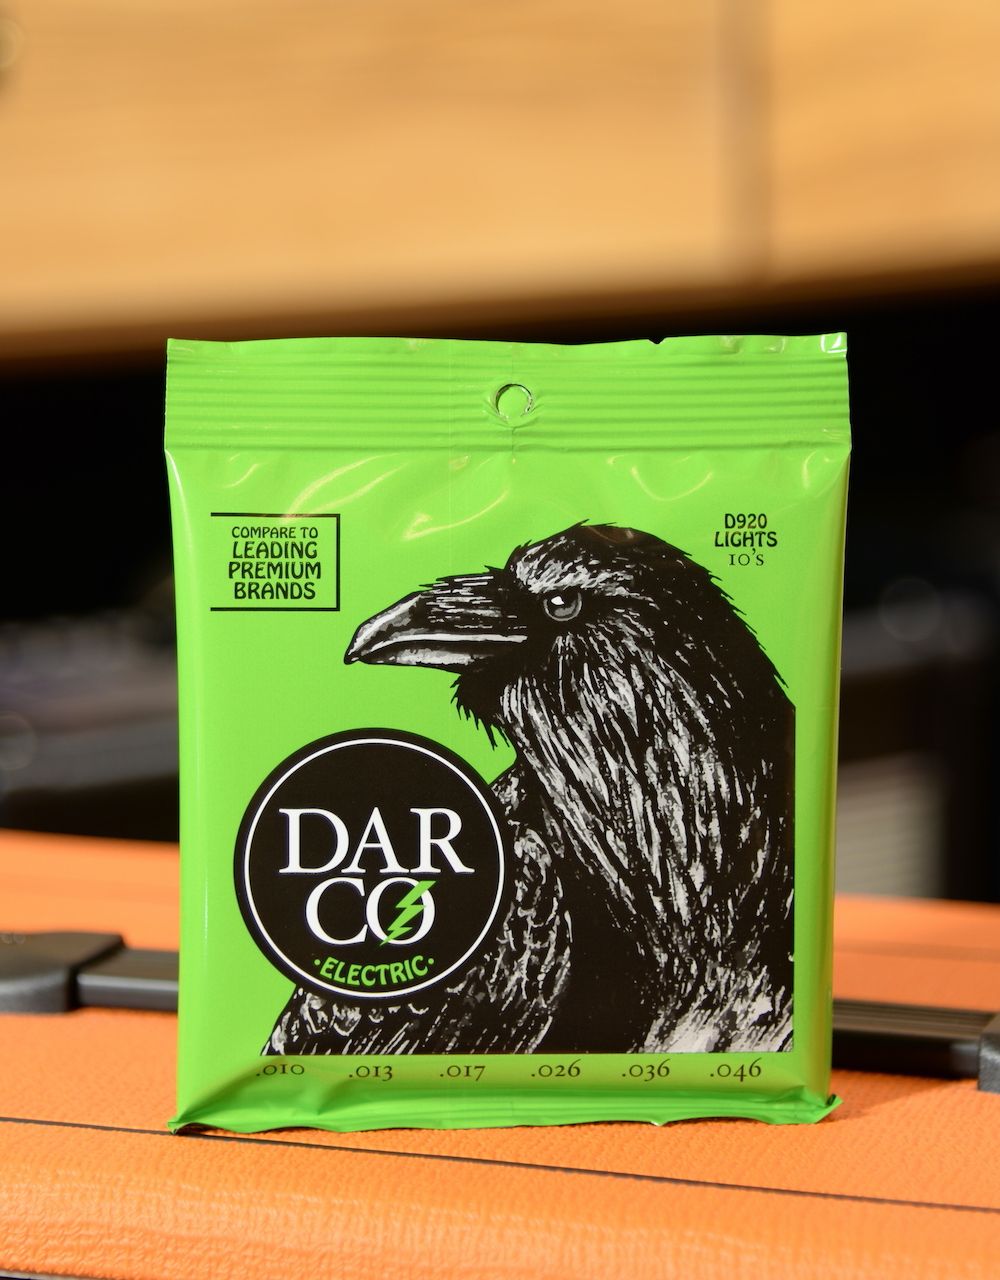 COMPARE TO
LEADING
PREMIUM
BRANDS
D920
LIGHTS
10's
DAR
CO
·ELECTRIC·
.010 .013 .017 .026 .036 .046